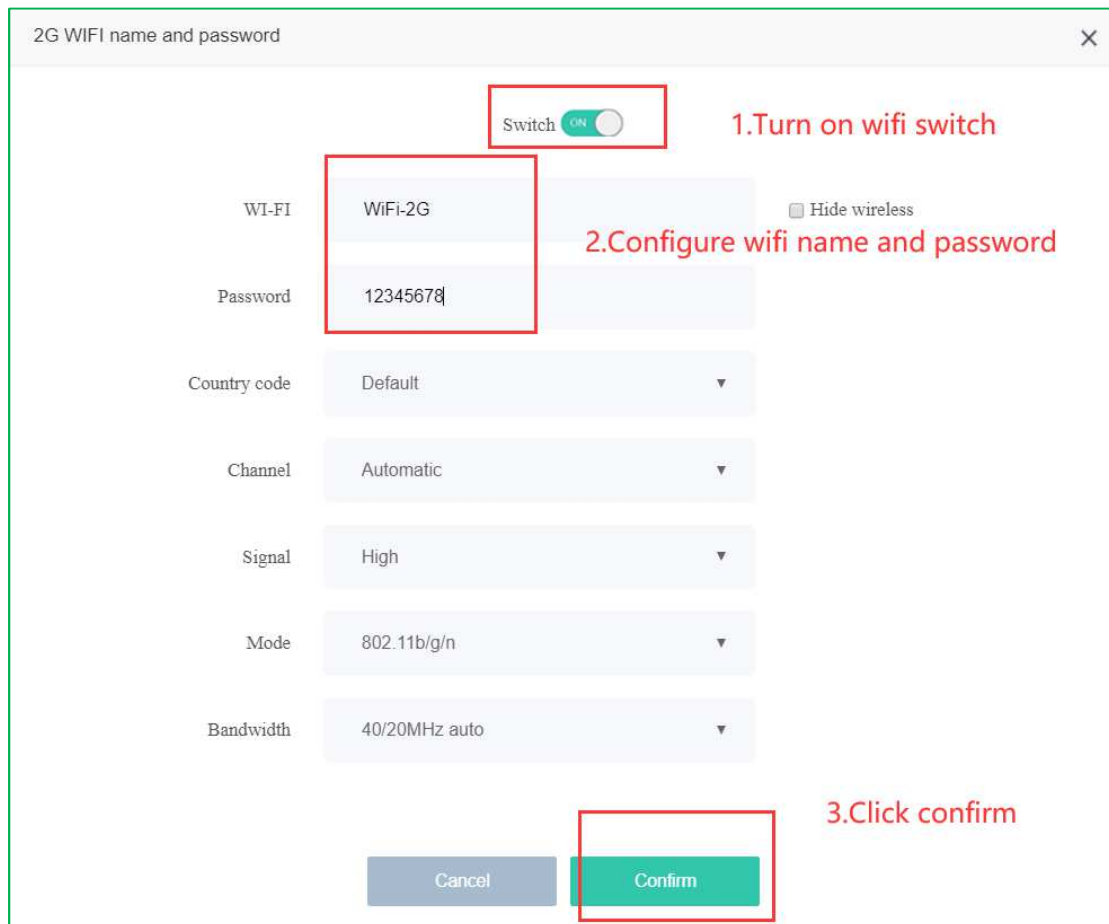 2G WIFI name and password
Switch ON 1.Turn on wifi switch
WI-FI WiFi-2G Hide wireless
2.Configure wifi name and password
Password 12345678
Country code Default
Channel Automatic
Signal High
Mode 802.11b/g/n
Bandwidth 40/20MHz auto
3.Click confirm
Cancel Confirm